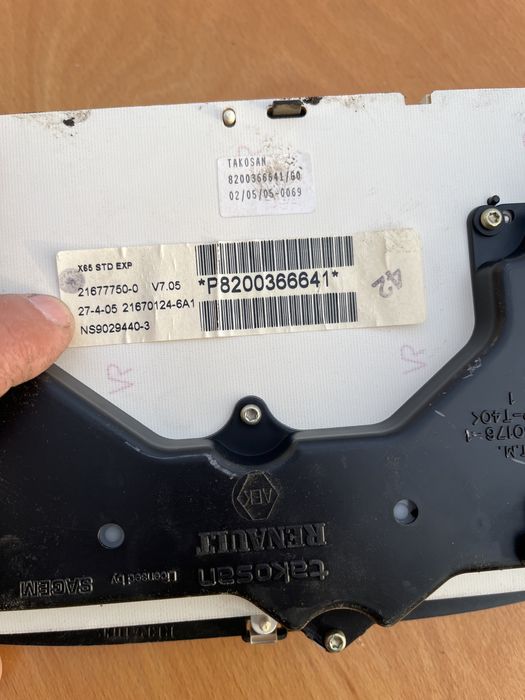 TAKOSAN
8200366641/60
02/05/05-0069
X65 STD EXP
21677750-0 V7.05
27-4-05 21670124-6A1
NS9029440-3
*P8200366641*
VR
RENAULT
takosan
Licensed by SAGEM